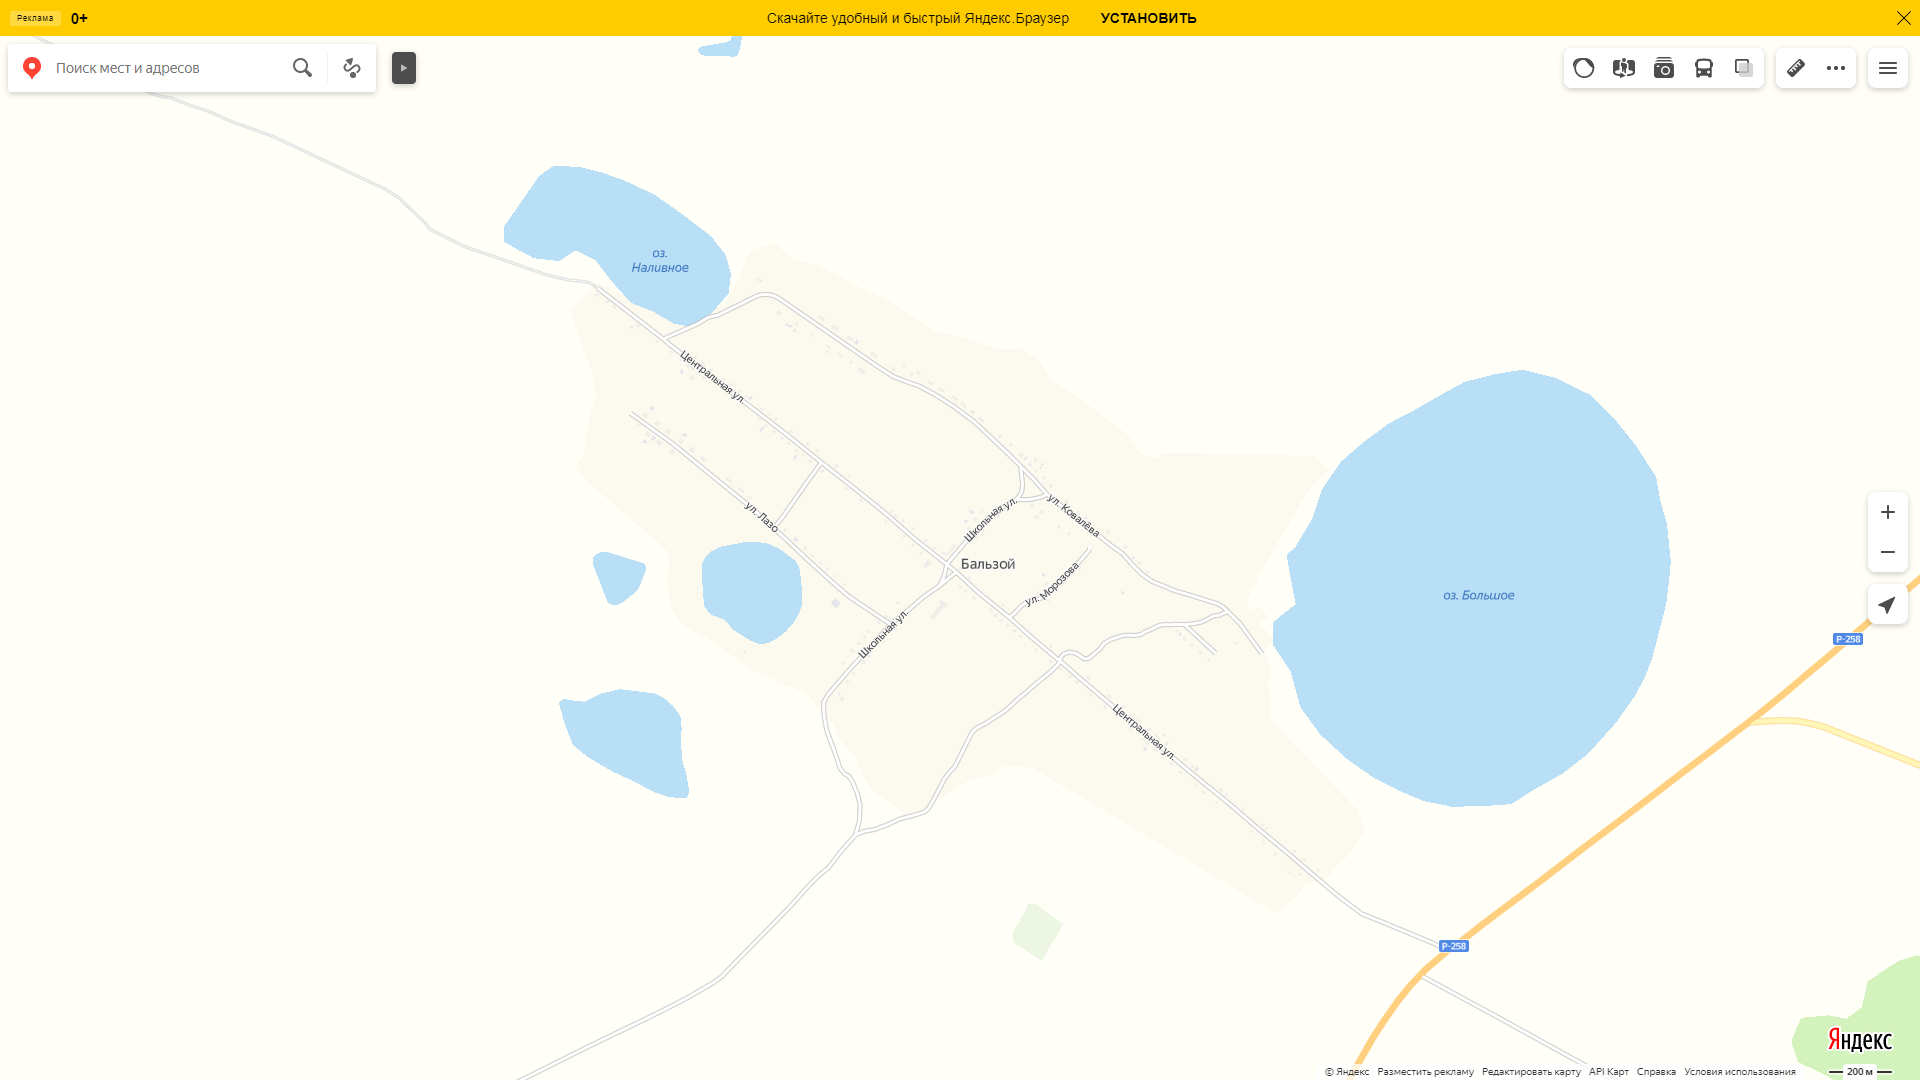 Реклама
0+
Скачайте удобный и быстрый Яндекс.Браузер
УСТАНОВИТЬ
Поиск мест и адресов
оз.
Наливное
Центральная ул.
ул. Лазо
Школьная ул.
ул. Ковалёва
Бальзой
ул. Морозова
оз. Большое
Школьная ул.
Р-258
Центральная ул.
Р-258
Яндекс
© Яндекс Разместить рекламу Редактировать карту API Карт Справка Условия использования 200 м